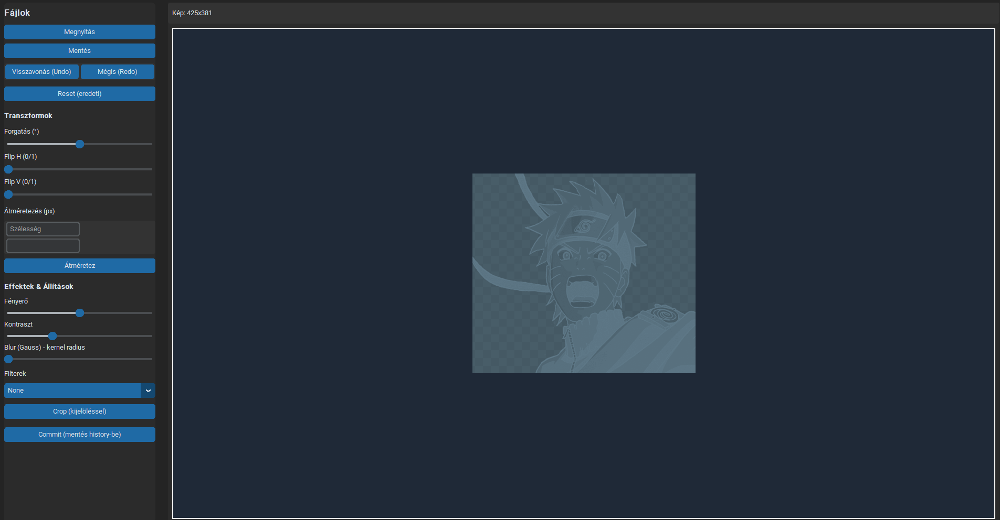 Fájlok
Megnyitás
Mentés
Visszavonás (Undo)
Mégis (Redo)
Reset (eredeti)
Transzformok
Forgatás (°)
Flip H (0/1)
Flip V (0/1)
Átméretezés (px)
Szélesség
Átméretez
Effektek & Állítások
Fényerő
Kontraszt
Blur (Gauss) - kernel radius
Filterek
None
Crop (kijelöléssel)
Commit (mentés history-be)
Kép: 425x381